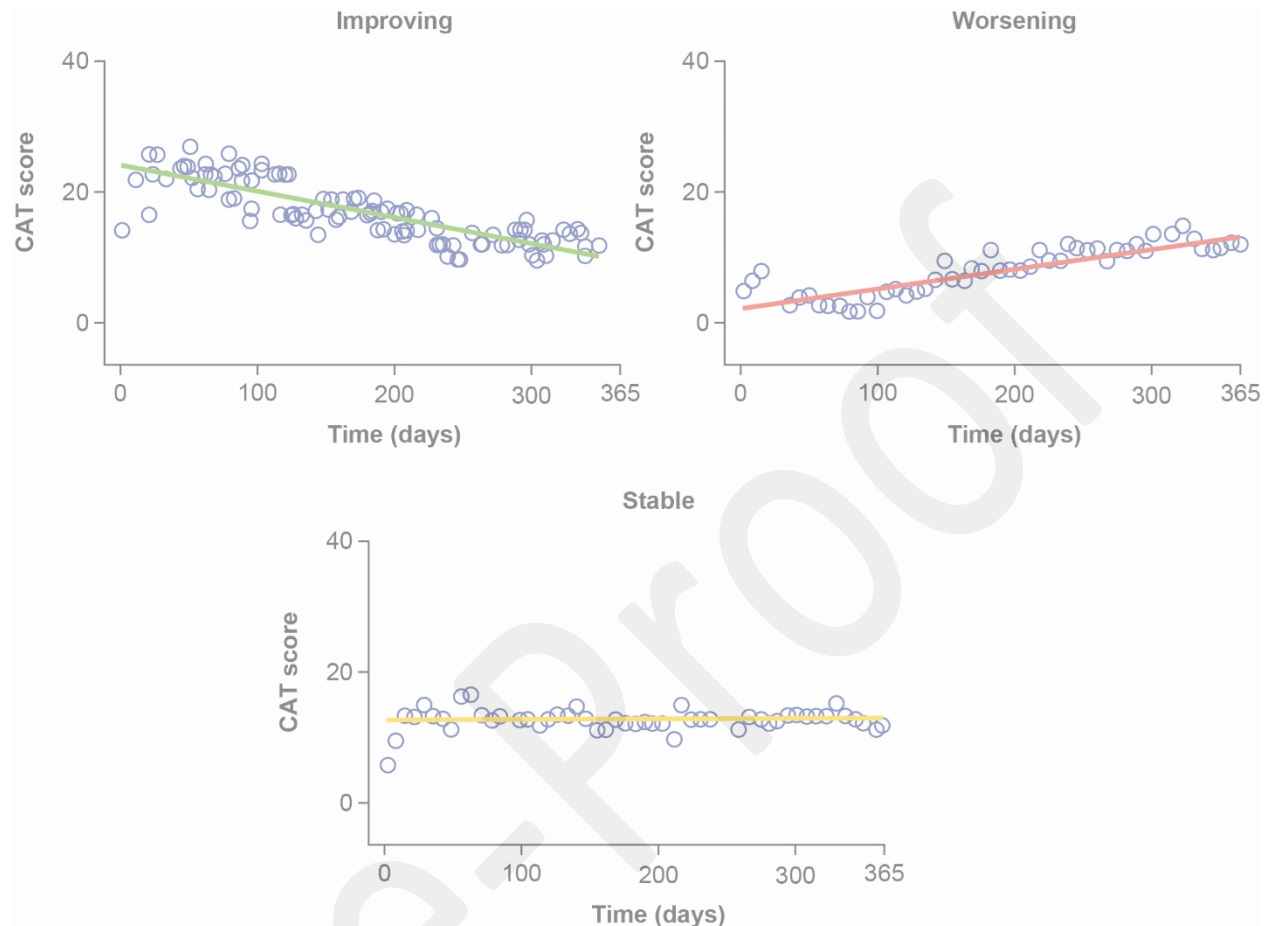 Improving
40
20
0
CAT score
0 100 200 300 365
Time (days)
Worsening
40
20
0
CAT score
0 100 200 300 365
Time (days)
Stable
40
20
0
CAT score
0 100 200 300 365
Time (days)
e-Proof